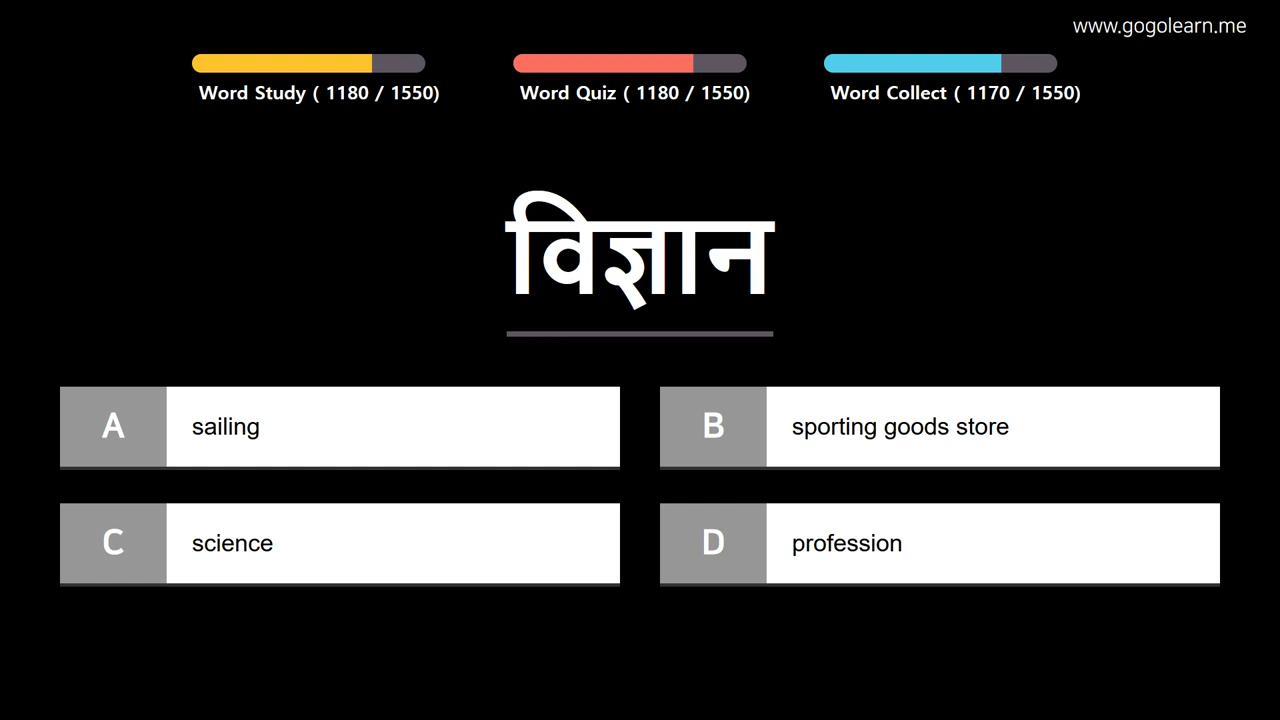 www.gogolearn.me
Word Study ( 1180 / 1550)
Word Quiz ( 1180 / 1550)
Word Collect ( 1170 / 1550)
विज्ञान
A sailing
B sporting goods store
C science
D profession